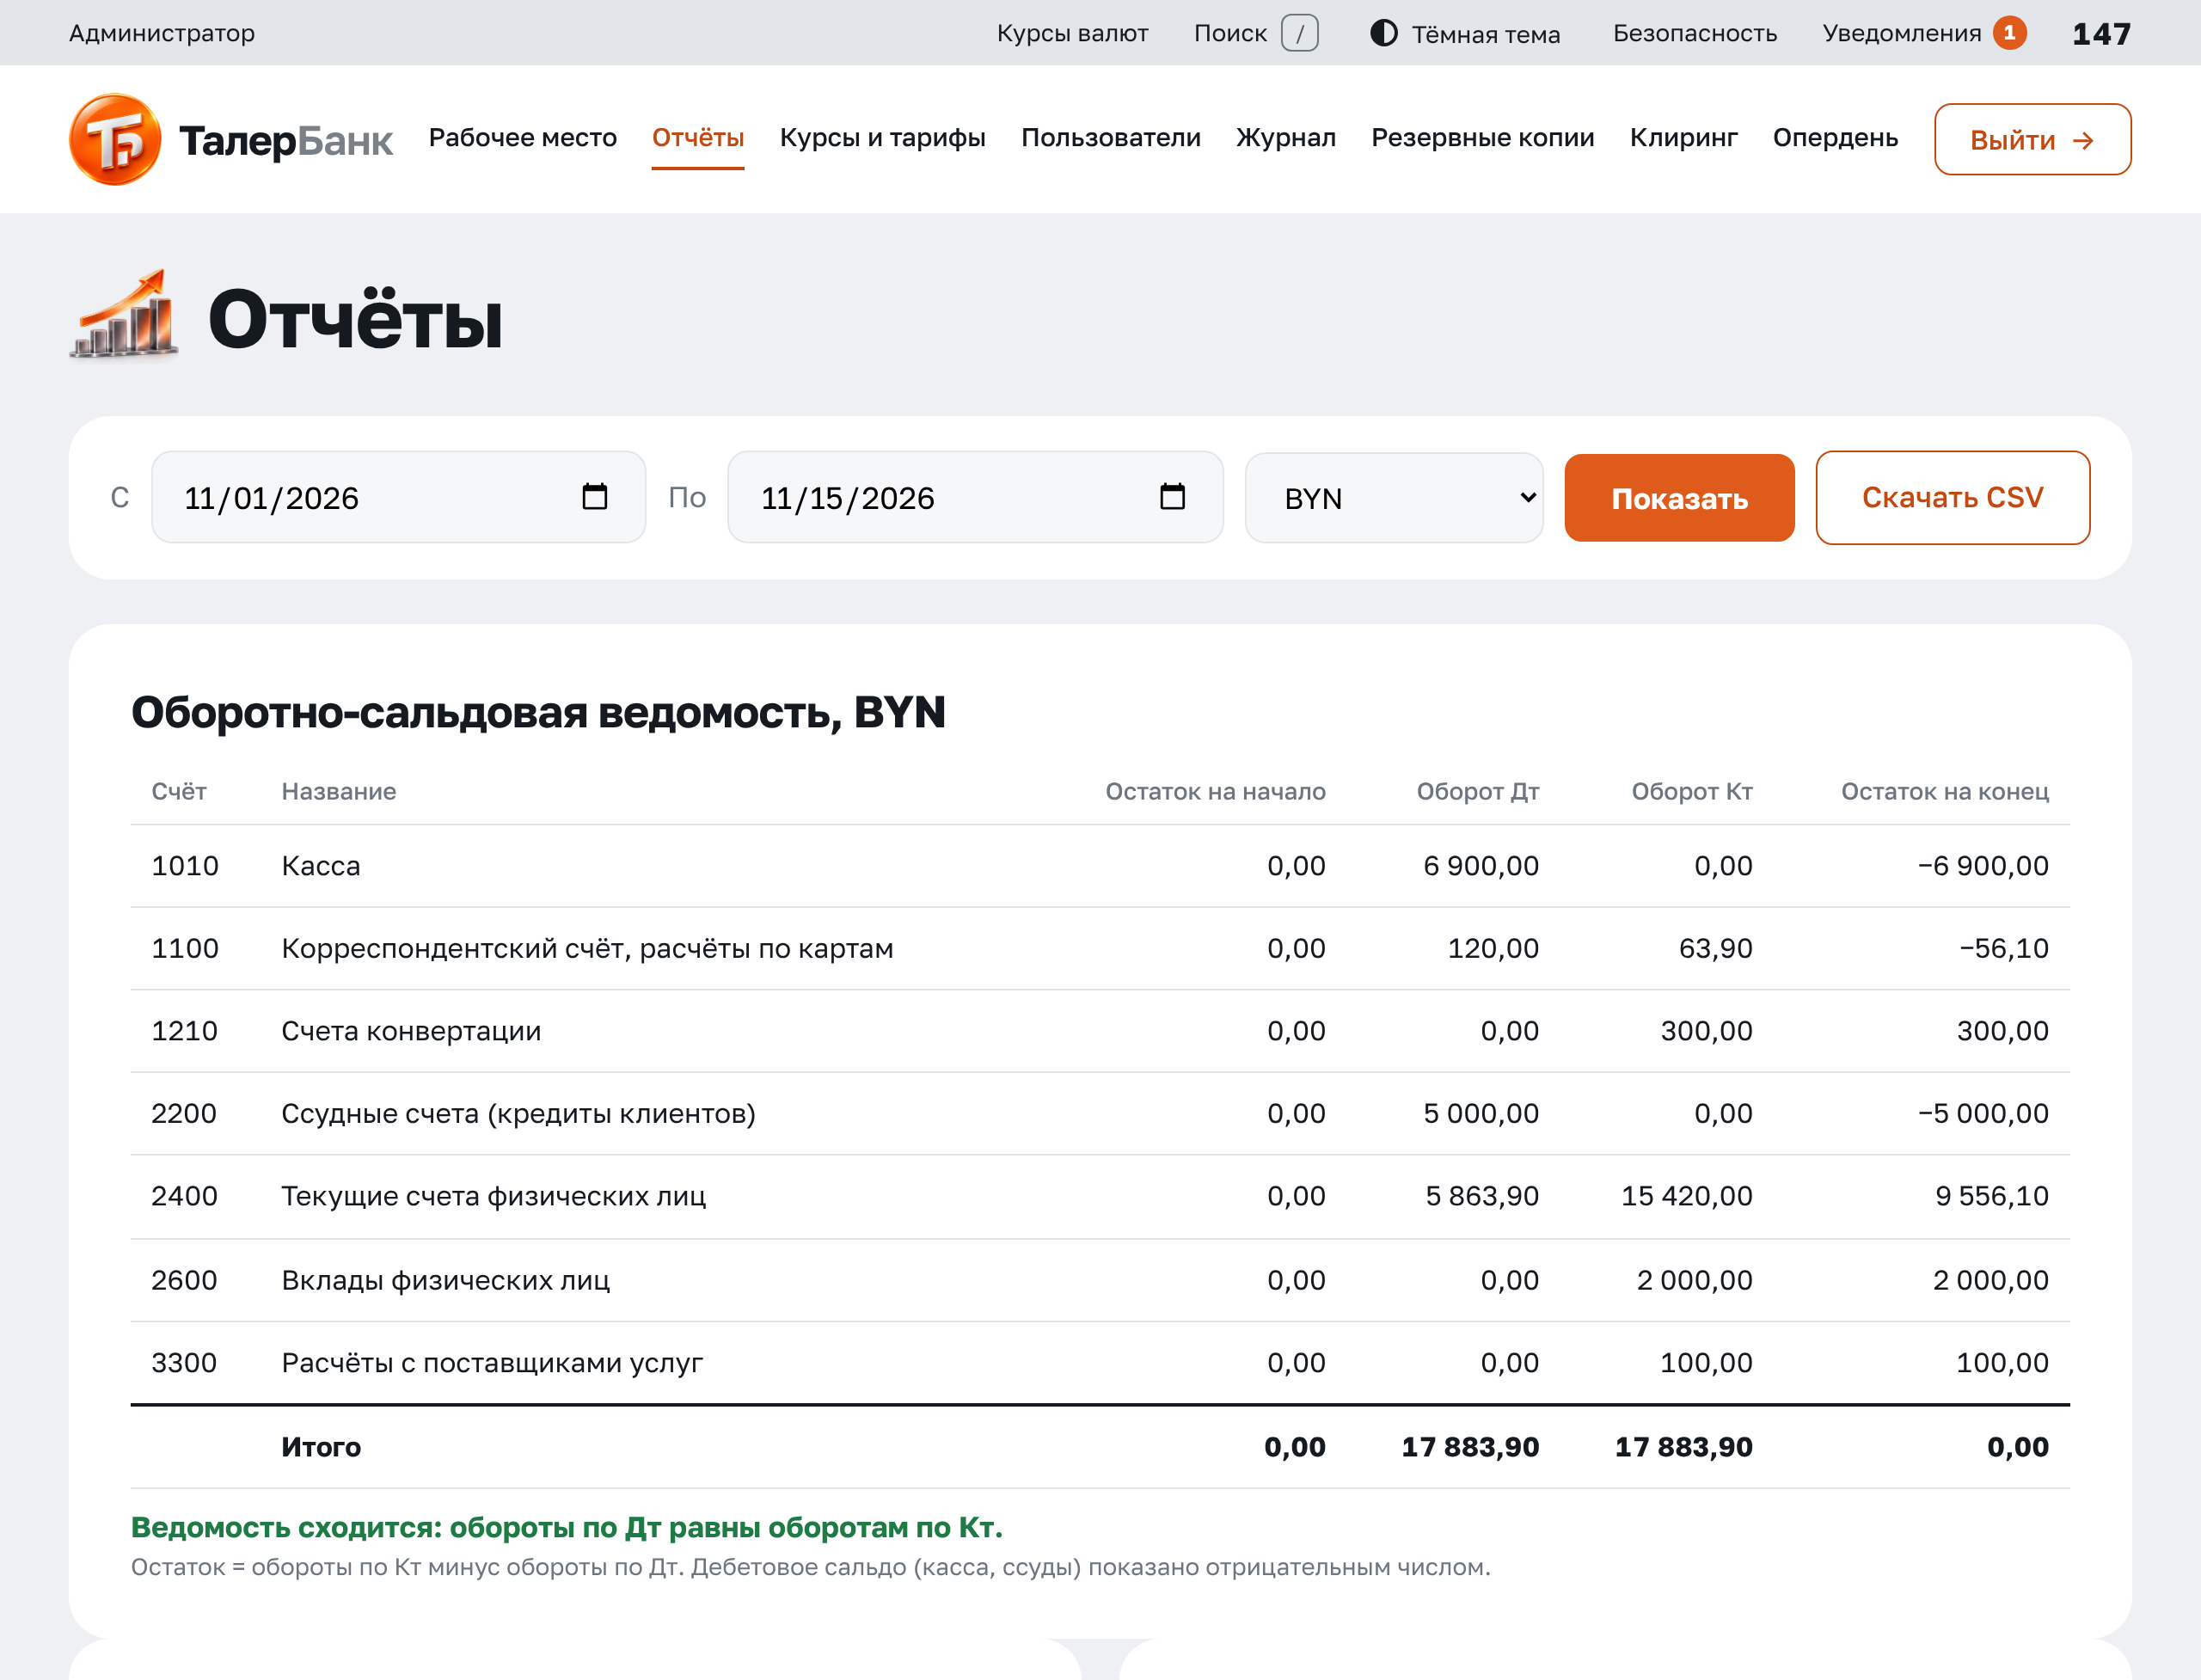 Администратор Курсы валют Поиск / Тёмная тема Безопасность Уведомления 1 147
ТалерБанк Рабочее место Отчёты Курсы и тарифы Пользователи Журнал Резервные копии Клиринг Опердень Выйти →
Отчёты
С 11/01/2026 По 11/15/2026 BYN Показать Скачать CSV
Оборотно-сальдовая ведомость, BYN
Счёт Название Остаток на начало Оборот Дт Оборот Кт Остаток на конец
1010 Касса 0,00 6 900,00 0,00 −6 900,00
1100 Корреспондентский счёт, расчёты по картам 0,00 120,00 63,90 −56,10
1210 Счета конвертации 0,00 0,00 300,00 300,00
2200 Ссудные счета (кредиты клиентов) 0,00 5 000,00 0,00 −5 000,00
2400 Текущие счета физических лиц 0,00 5 863,90 15 420,00 9 556,10
2600 Вклады физических лиц 0,00 0,00 2 000,00 2 000,00
3300 Расчёты с поставщиками услуг 0,00 0,00 100,00 100,00
Итого 0,00 17 883,90 17 883,90 0,00
Ведомость сходится: обороты по Дт равны оборотам по Кт.
Остаток = обороты по Кт минус обороты по Дт. Дебетовое сальдо (касса, ссуды) показано отрицательным числом.